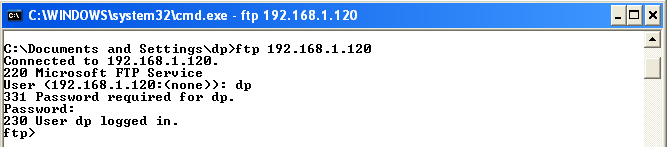 C:\WINDOWS\system32\cmd.exe - ftp 192.168.1.120
C:\Documents and Settings\dp>ftp 192.168.1.120
Connected to 192.168.1.120.
220 Microsoft FTP Service
User (192.168.1.120:(none)): dp
331 Password required for dp.
Password:
230 User dp logged in.
ftp>